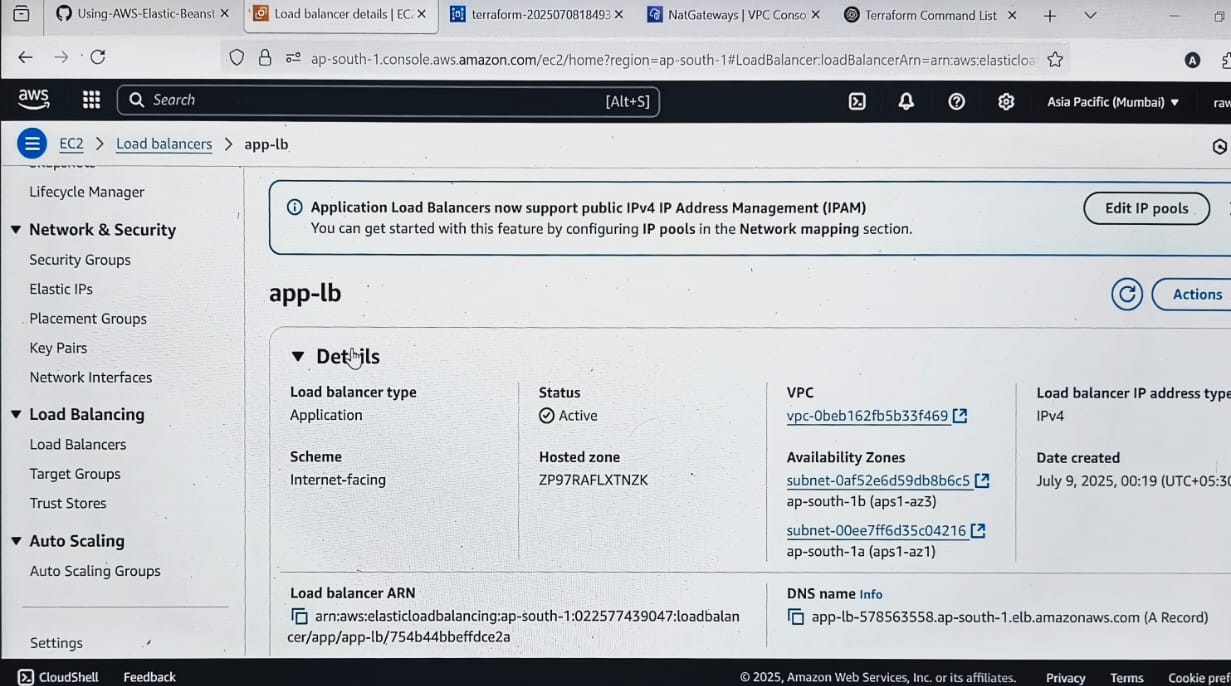 Using-AWS-Elastic-Beanst
Load balancer details | EC
terraform-2025070818493
NatGateways | VPC Conso
Terraform Command List
ap-south-1.console.aws.amazon.com/ec2/home?region=ap-south-1#LoadBalancer:loadBalancerArn=arn:aws:elasticloa
A
aws
Search
[Alt+S]
Asia Pacific (Mumbai)
raw
EC2 > Load balancers > app-lb
Snapshots
Lifecycle Manager
Network & Security
Security Groups
Elastic IPs
Placement Groups
Key Pairs
Network Interfaces
Load Balancing
Load Balancers
Target Groups
Trust Stores
Auto Scaling
Auto Scaling Groups
Settings
Application Load Balancers now support public IPv4 IP Address Management (IPAM)
You can get started with this feature by configuring IP pools in the Network mapping section.
Edit IP pools
app-lb
Actions
Details
Load balancer type
Application
Status
Active
VPC
vpc-0beb162fb5b33f469
Load balancer IP address type
IPv4
Scheme
Internet-facing
Hosted zone
ZP97RAFLXTNZK
Availability Zones
subnet-0af52e6d59db8b6c5
ap-south-1b (aps1-az3)
subnet-00ee7ff6d35c04216
ap-south-1a (aps1-az1)
Date created
July 9, 2025, 00:19 (UTC+05:30
Load balancer ARN
arn:aws:elasticloadbalancing:ap-south-1:022577439047:loadbalan
cer/app/app-lb/754b44bbeffdce2a
DNS name Info
app-lb-578563558.ap-south-1.elb.amazonaws.com (A Record)
CloudShell
Feedback
© 2025, Amazon Web Services, Inc. or its affiliates.
Privacy
Terms
Cookie pref